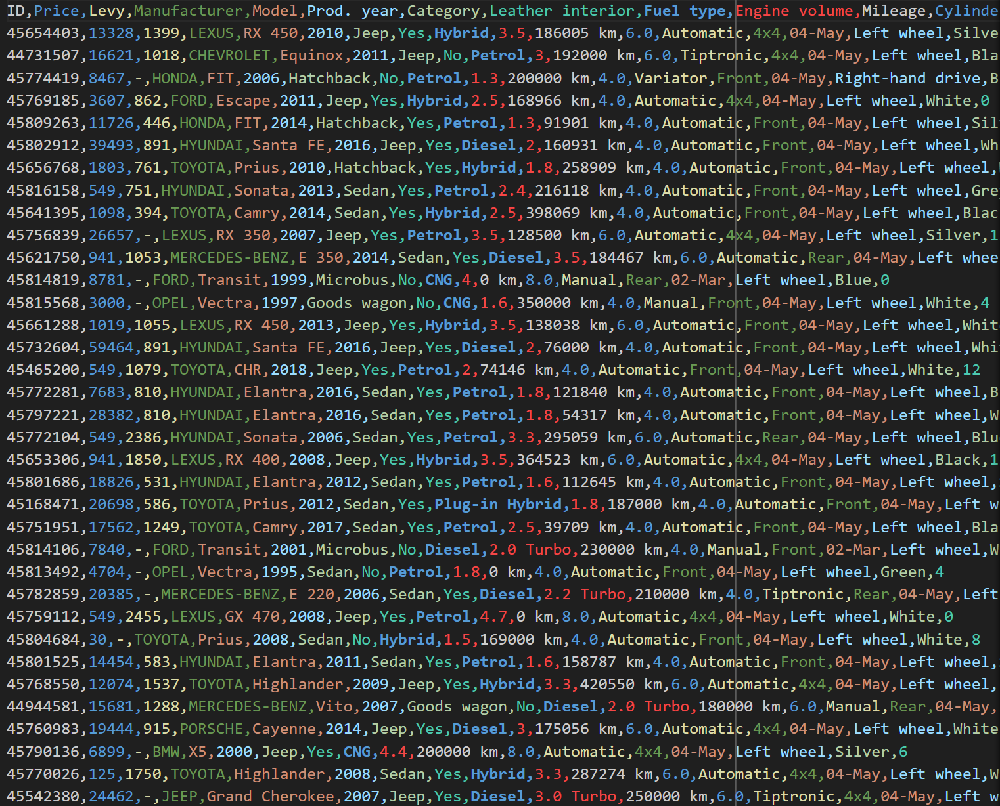 ID,Price,Levy,Manufacturer,Model,Prod. year,Category,Leather interior,Fuel type,Engine volume,Mileage,Cylinde
45654403,13328,1399,LEXUS,RX 450,2010,Jeep,Yes,Hybrid,3.5,186005 km,6.0,Automatic,4x4,04-May,Left wheel,Silve
44731507,16621,1018,CHEVROLET,Equinox,2011,Jeep,No,Petrol,3,192000 km,6.0,Tiptronic,4x4,04-May,Left wheel,Bla
45774419,8467,-,HONDA,FIT,2006,Hatchback,No,Petrol,1.3,200000 km,4.0,Variator,Front,04-May,Right-hand drive,B
45769185,3607,862,FORD,Escape,2011,Jeep,Yes,Hybrid,2.5,168966 km,4.0,Automatic,4x4,04-May,Left wheel,White,0
45809263,11726,446,HONDA,FIT,2014,Hatchback,Yes,Petrol,1.3,91901 km,4.0,Automatic,Front,04-May,Left wheel,Sil
45802912,39493,891,HYUNDAI,Santa FE,2016,Jeep,Yes,Diesel,2,160931 km,4.0,Automatic,Front,04-May,Left wheel,Wh
45656768,1803,761,TOYOTA,Prius,2010,Hatchback,Yes,Hybrid,1.8,258909 km,4.0,Automatic,Front,04-May,Left wheel,
45816158,549,751,HYUNDAI,Sonata,2013,Sedan,Yes,Petrol,2.4,216118 km,4.0,Automatic,Front,04-May,Left wheel,Grey
45641395,1098,394,TOYOTA,Camry,2014,Sedan,Yes,Hybrid,2.5,398069 km,4.0,Automatic,Front,04-May,Left wheel,Blac
45756839,26657,-,LEXUS,RX 350,2007,Jeep,Yes,Petrol,3.5,128500 km,6.0,Automatic,4x4,04-May,Left wheel,Silver,1
45621750,941,1053,MERCEDES-BENZ,E 350,2014,Sedan,Yes,Diesel,3.5,184467 km,6.0,Automatic,Rear,04-May,Left whee
45814819,8781,-,FORD,Transit,1999,Microbus,No,CNG,4,0 km,8.0,Manual,Rear,02-Mar,Left wheel,Blue,0
45815568,3000,-,OPEL,Vectra,1997,Goods wagon,No,CNG,1.6,350000 km,4.0,Manual,Front,04-May,Left wheel,White,4
45661288,1019,1055,LEXUS,RX 450,2013,Jeep,Yes,Hybrid,3.5,138038 km,6.0,Automatic,Front,04-May,Left wheel,Whit
45732604,59464,891,HYUNDAI,Santa FE,2016,Jeep,Yes,Diesel,2,76000 km,4.0,Automatic,Front,04-May,Left wheel,Whi
45465200,549,1079,TOYOTA,CHR,2018,Jeep,Yes,Petrol,2,74146 km,4.0,Automatic,Front,04-May,Left wheel,White,12
45772281,7683,810,HYUNDAI,Elantra,2016,Sedan,Yes,Petrol,1.8,121840 km,4.0,Automatic,Front,04-May,Left wheel,B
45797221,28382,810,HYUNDAI,Elantra,2016,Sedan,Yes,Petrol,1.8,54317 km,4.0,Automatic,Front,04-May,Left wheel,W
45772104,549,2386,HYUNDAI,Sonata,2006,Sedan,Yes,Petrol,3.3,295059 km,6.0,Automatic,Rear,04-May,Left wheel,Blu
45653306,941,1850,LEXUS,RX 400,2008,Jeep,Yes,Hybrid,3.5,364523 km,6.0,Automatic,4x4,04-May,Left wheel,Black,1
45801686,18826,531,HYUNDAI,Elantra,2012,Sedan,Yes,Petrol,1.6,112645 km,4.0,Automatic,Front,04-May,Left wheel,
45168471,20698,586,TOYOTA,Prius,2012,Sedan,Yes,Plug-in Hybrid,1.8,187000 km,4.0,Automatic,Front,04-May,Left w
45751951,17562,1249,TOYOTA,Camry,2017,Sedan,Yes,Petrol,2.5,39709 km,4.0,Automatic,Front,04-May,Left wheel,Bla
45814106,7840,-,FORD,Transit,2001,Microbus,No,Diesel,2.0 Turbo,230000 km,4.0,Manual,Front,02-Mar,Left wheel,W
45813492,4704,-,OPEL,Vectra,1995,Sedan,No,Petrol,1.8,0 km,4.0,Automatic,Front,04-May,Left wheel,Green,4
45782859,20385,-,MERCEDES-BENZ,E 220,2006,Sedan,Yes,Diesel,2.2 Turbo,210000 km,4.0,Tiptronic,Rear,04-May,Left
45759112,549,2455,LEXUS,GX 470,2008,Jeep,Yes,Petrol,4.7,0 km,8.0,Automatic,4x4,04-May,Left wheel,White,0
45804684,30,-,TOYOTA,Prius,2008,Sedan,No,Hybrid,1.5,169000 km,4.0,Automatic,Front,04-May,Left wheel,White,8
45801525,14454,583,HYUNDAI,Elantra,2011,Sedan,Yes,Petrol,1.6,158787 km,4.0,Automatic,Front,04-May,Left wheel,
45768550,12074,1537,TOYOTA,Highlander,2009,Jeep,Yes,Hybrid,3.3,420550 km,6.0,Automatic,4x4,04-May,Left wheel,
44944581,15681,1288,MERCEDES-BENZ,Vito,2007,Goods wagon,No,Diesel,2.0 Turbo,180000 km,6.0,Manual,Rear,04-May,
45760983,19444,915,PORSCHE,Cayenne,2014,Jeep,Yes,Diesel,3,175056 km,6.0,Automatic,4x4,04-May,Left wheel,White
45790136,6899,-,BMW,X5,2000,Jeep,Yes,CNG,4.4,200000 km,8.0,Automatic,4x4,04-May,Left wheel,Silver,6
45770026,125,1750,TOYOTA,Highlander,2008,Sedan,Yes,Hybrid,3.3,287274 km,6.0,Automatic,4x4,04-May,Left wheel,W
45542380,24462,-,JEEP,Grand Cherokee,2007,Jeep,Yes,Diesel,3.0 Turbo,250000 km,6.0,Tiptronic,4x4,04-May,Left w